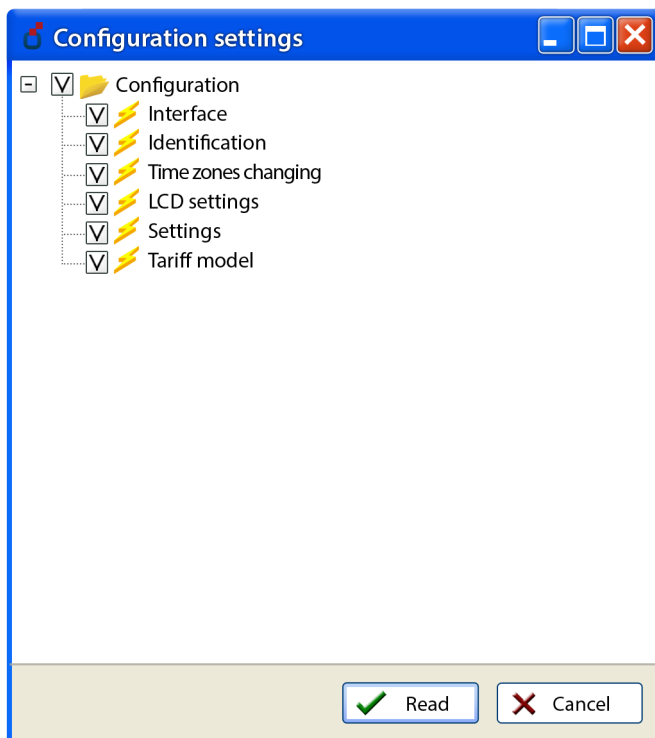 Configuration settings
Configuration
Interface
Identification
Time zones changing
LCD settings
Settings
Tariff model
Read
Cancel